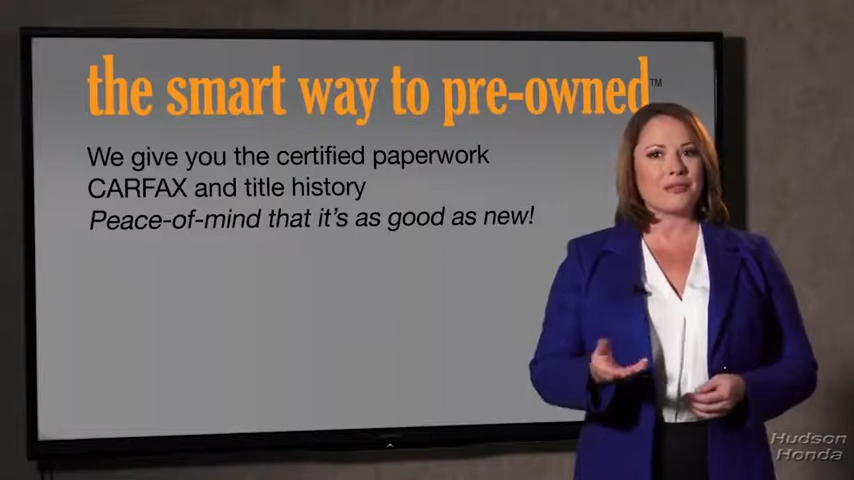 the smart way to pre-owned™
We give you the certified paperwork
CARFAX and title history
Peace-of-mind that it's as good as new!
Hudson
Honda